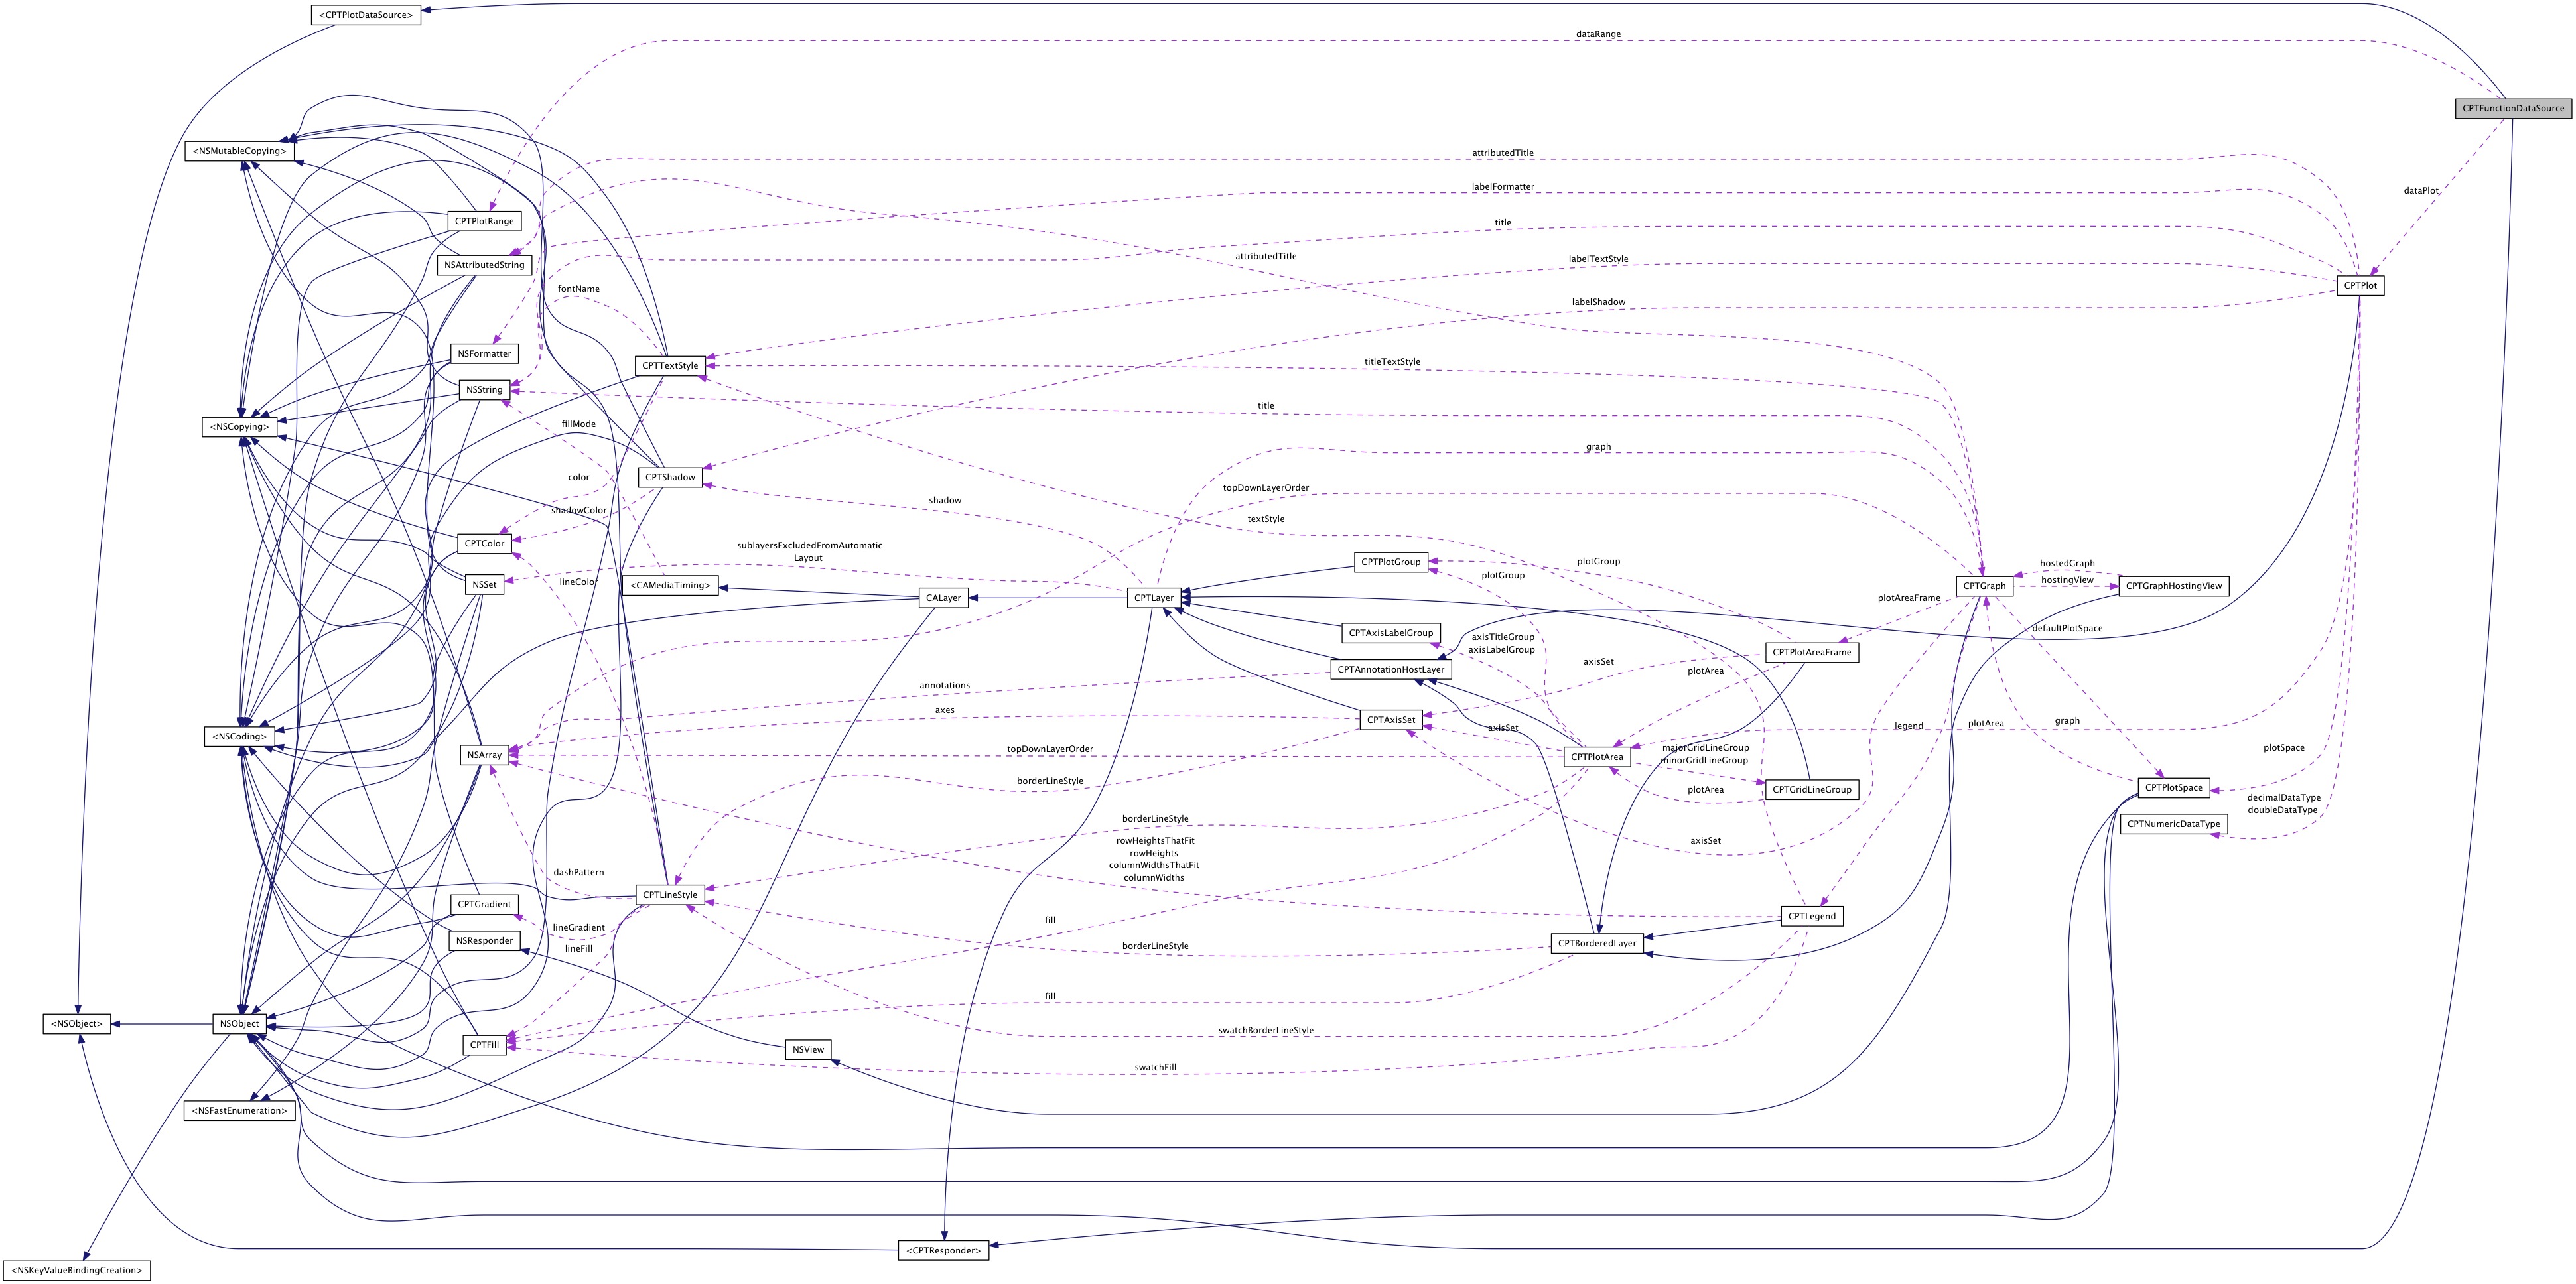 <CPTPlotDataSource>
dataRange
CPTFunctionDataSource
<NSMutableCopying>
attributedTitle
labelFormatter
dataPlot
CPTPlotRange
title
attributedTitle
labelTextStyle
NSAttributedString
fontName
CPTPlot
labelShadow
NSFormatter
titleTextStyle
CPTTextStyle
NSString
title
<NSCopying>
fillMode
graph
color
CPTShadow
topDownLayerOrder
shadow
shadowColor
textStyle
CPTColor
sublayersExcludedFromAutomatic
Layout
plotGroup
CPTPlotGroup
hostedGraph
plotGroup
hostingView
lineColor
NSSet
<CAMediaTiming>
CPTGraph
CPTGraphHostingView
CALayer
CPTLayer
plotAreaFrame
defaultPlotSpace
CPTAxisLabelGroup
axisTitleGroup
axisLabelGroup
CPTPlotAreaFrame
axisSet
CPTAnnotationHostLayer
plotArea
annotations
axes
CPTAxisSet
axisSet
legend
plotArea
graph
<NSCoding>
NSArray
topDownLayerOrder
CPTPlotArea
majorGridLineGroup
minorGridLineGroup
plotSpace
borderLineStyle
plotArea
CPTGridLineGroup
CPTPlotSpace
decimalDataType
doubleDataType
CPTNumericDataType
borderLineStyle
axisSet
rowHeightsThatFit
rowHeights
columnWidthsThatFit
columnWidths
dashPattern
CPTLineStyle
CPTGradient
CPTLegend
fill
lineGradient
NSResponder
lineFill
borderLineStyle
CPTBorderedLayer
fill
<NSObject>
NSObject
swatchBorderLineStyle
CPTFill
NSView
swatchFill
<NSFastEnumeration>
<CPTResponder>
<NSKeyValueBindingCreation>